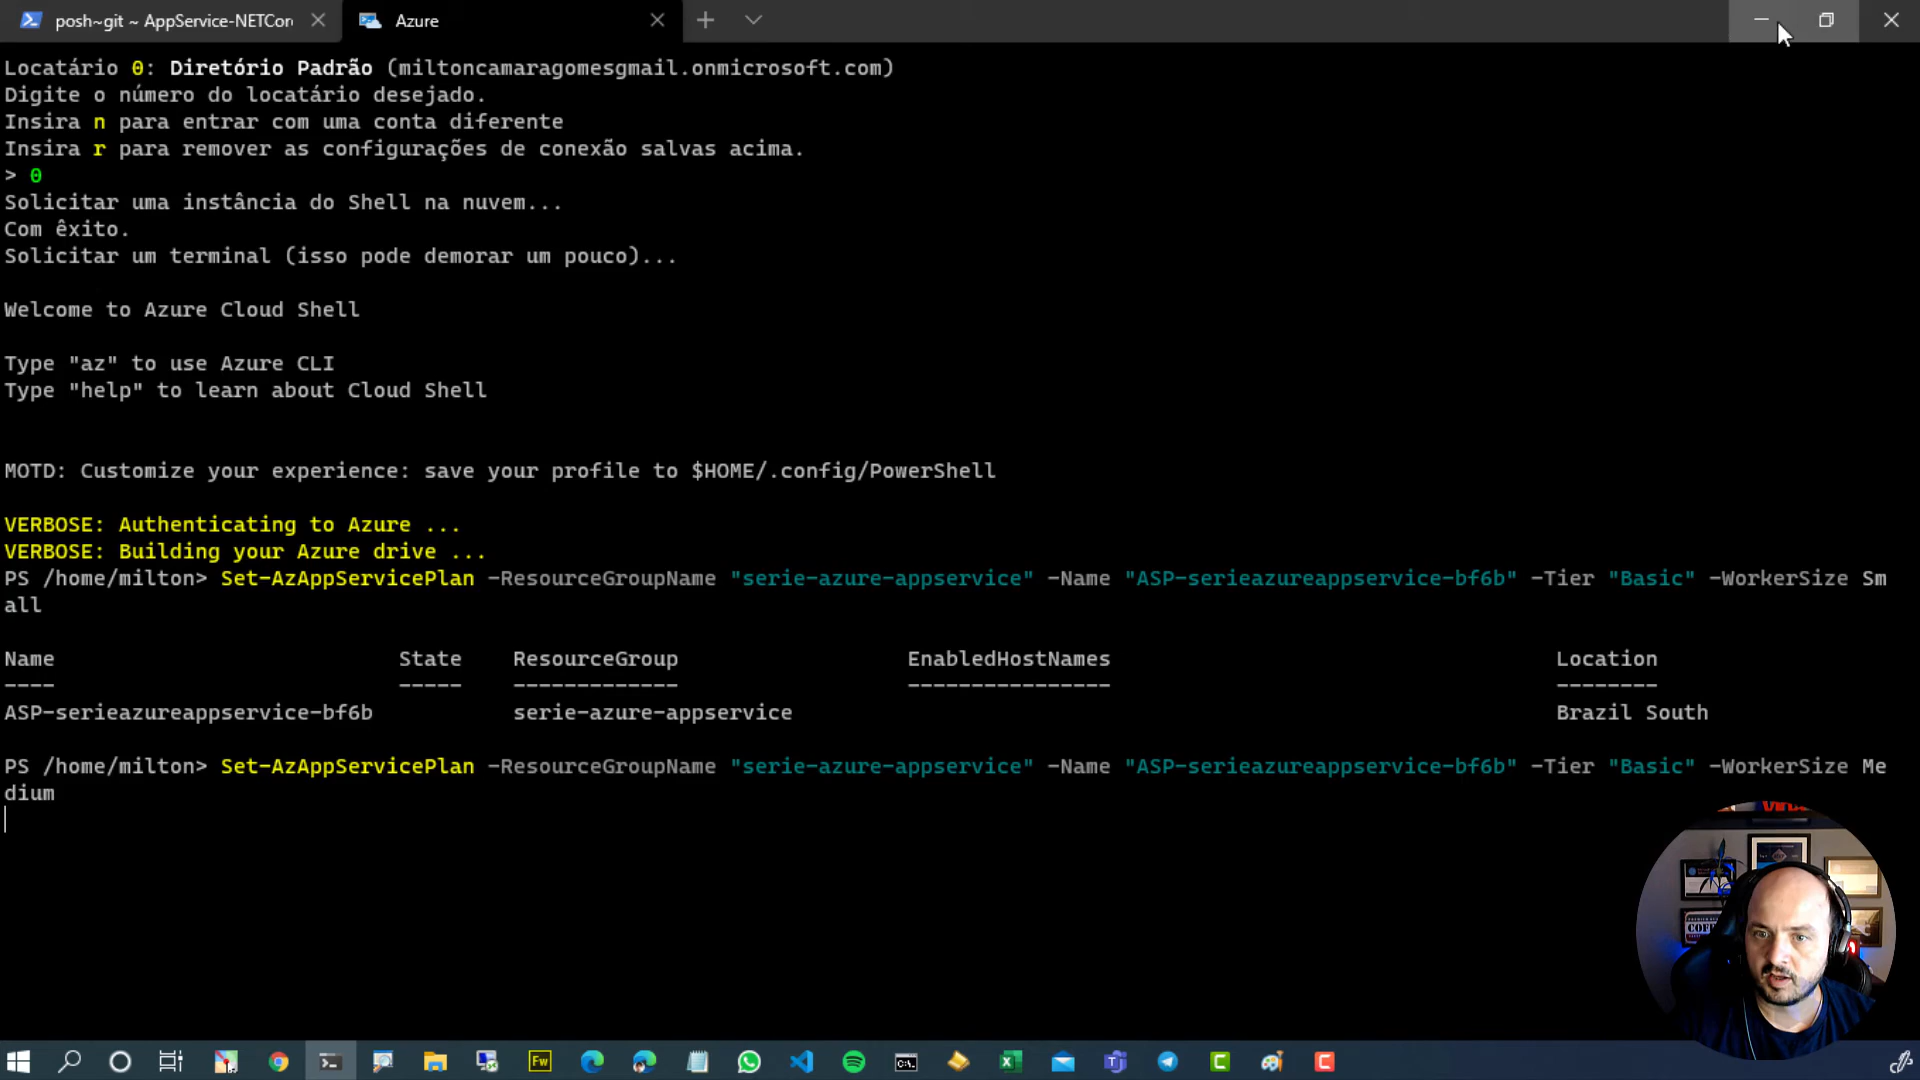 posh~git ~ AppService-NETCor
Azure
Locatário 0: Diretório Padrão (miltoncamaragomesgmail.onmicrosoft.com)
Digite o número do locatário desejado.
Insira n para entrar com uma conta diferente
Insira r para remover as configurações de conexão salvas acima.
> 0
Solicitar uma instância do Shell na nuvem...
Com êxito.
Solicitar um terminal (isso pode demorar um pouco)...
Welcome to Azure Cloud Shell
Type "az" to use Azure CLI
Type "help" to learn about Cloud Shell
MOTD: Customize your experience: save your profile to $HOME/.config/PowerShell
VERBOSE: Authenticating to Azure ...
VERBOSE: Building your Azure drive ...
PS /home/milton> Set-AzAppServicePlan -ResourceGroupName "serie-azure-appservice" -Name "ASP-serieazureappservice-bf6b" -Tier "Basic" -WorkerSize Sm
all
Name State ResourceGroup EnabledHostNames Location
---- ----- ------------- ---------------- --------
ASP-serieazureappservice-bf6b serie-azure-appservice Brazil South
PS /home/milton> Set-AzAppServicePlan -ResourceGroupName "serie-azure-appservice" -Name "ASP-serieazureappservice-bf6b" -Tier "Basic" -WorkerSize Me
dium
Fw